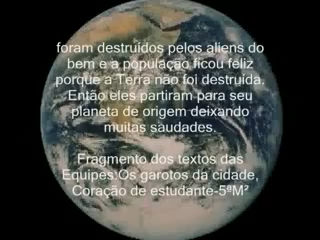 foram destruídos pelos aliens do
bem e a população ficou feliz
porque a Terra não foi destruída.
Então eles partiram para seu
planeta de origem deixando
muitas saudades.
Fragmento dos textos das
Equipes:Os garotos da cidade,
Coração de estudante-5ªM²